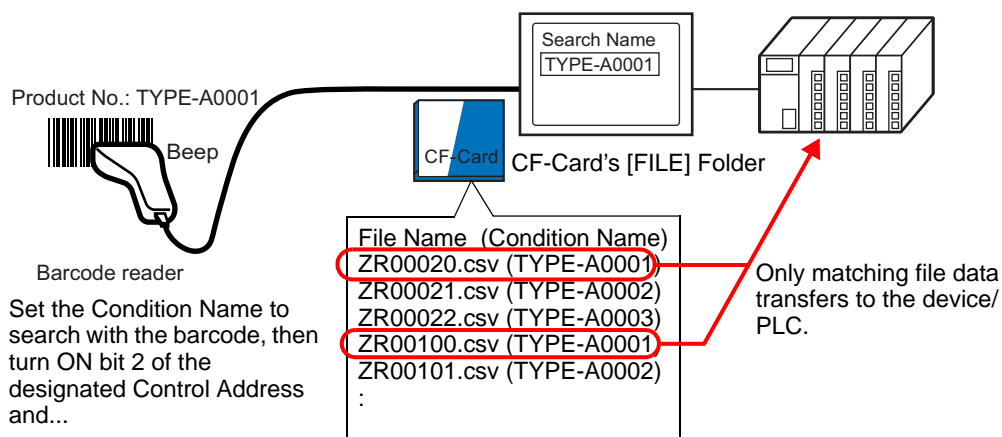 Search Name
TYPE-A0001
Product No.: TYPE-A0001
Beep
CF-Card
CF-Card's [FILE] Folder
Barcode reader
Set the Condition Name to
search with the barcode, then
turn ON bit 2 of the
designated Control Address
and...
File Name (Condition Name)
ZR00020.csv (TYPE-A0001)
ZR00021.csv (TYPE-A0002)
ZR00022.csv (TYPE-A0003)
ZR00100.csv (TYPE-A0001)
ZR00101.csv (TYPE-A0002)
:
Only matching file data
transfers to the device/
PLC.